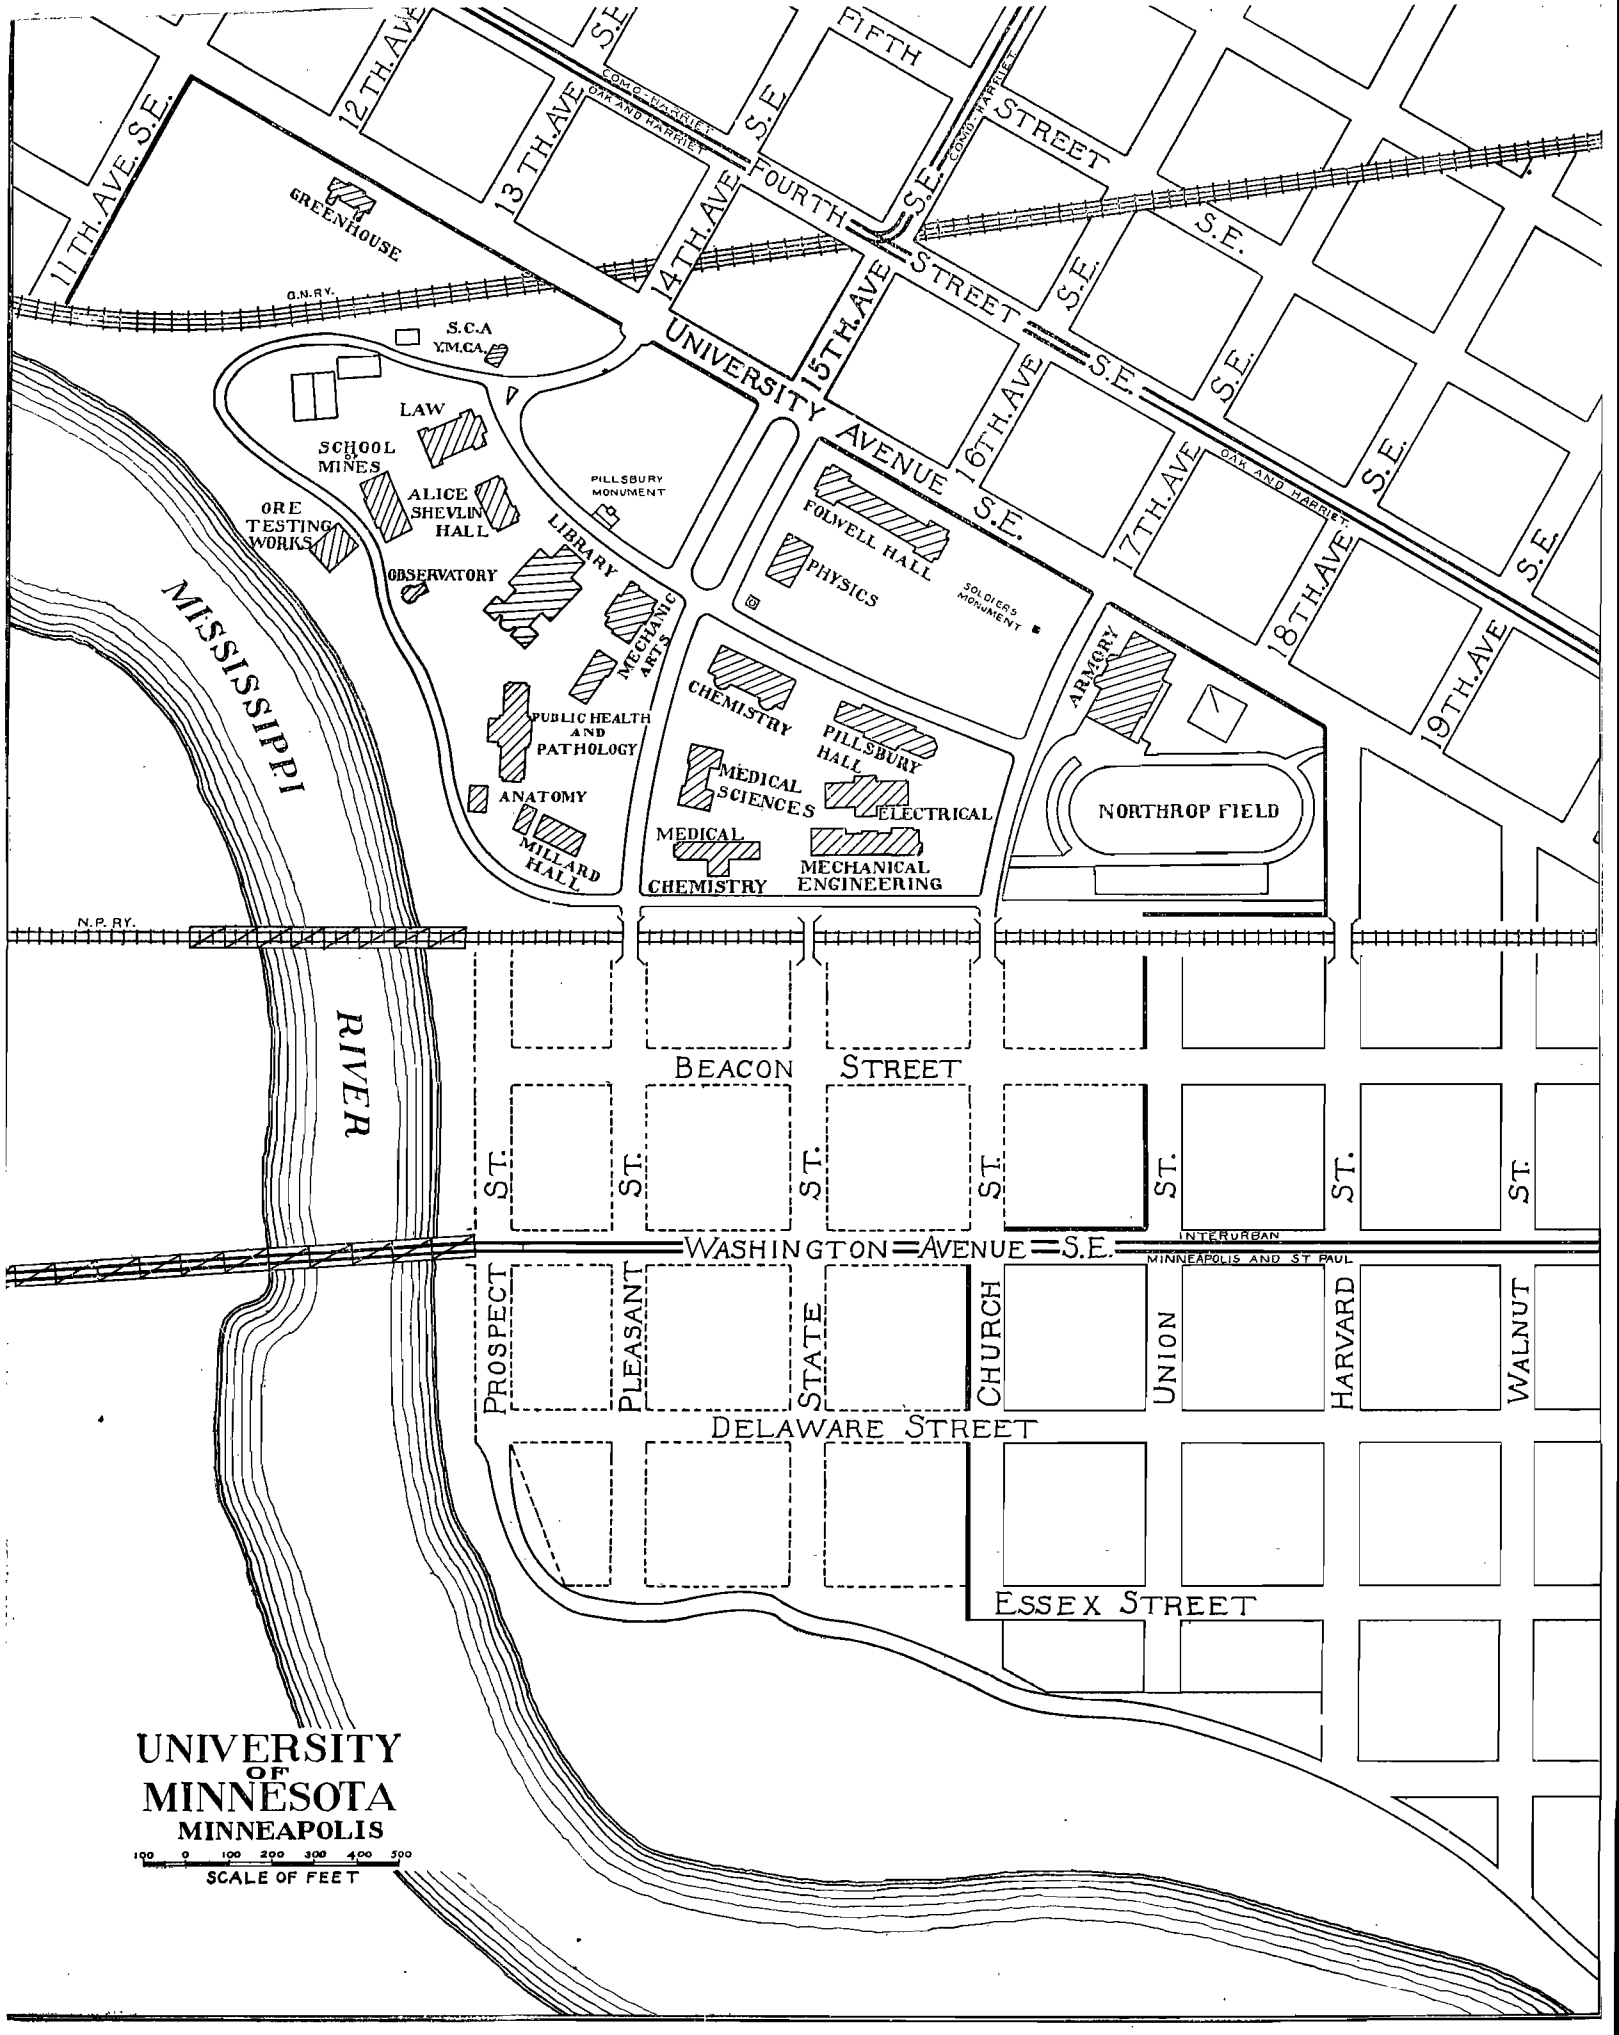 FIFTH
STREET
S.E.
12TH. AVE
S.E.
COMO-HARRIET
OAK AND HARRIET
S.E
COMO-HARRIET
11TH. AVE. S.E.
13TH. AVE
14TH. AVE
FOURTH
STREET
S.E.
S.E.
15TH. AVE
S.E.
S.E.
S.E.
S.E.
GREENHOUSE
G.N.RY.
S.C.A
Y.M.C.A.
UNIVERSITY
AVENUE
S.E.
16TH. AVE
17TH. AVE
OAK AND HARRIET.
18TH. AVE
19TH. AVE
LAW
SCHOOL
OF
MINES
ALICE
SHEVLIN
HALL
ORE
TESTING
WORKS
PILLSBURY
MONUMENT
LIBRARY
OBSERVATORY
FOLWELL HALL
PHYSICS
SOLDIERS
MONUMENT
MECHANIC
ARTS
ARMORY
MISSISSIPPI
CHEMISTRY
PUBLIC HEALTH
AND
PATHOLOGY
PILLSBURY
HALL
MEDICAL
SCIENCES
ANATOMY
ELECTRICAL
NORTHROP FIELD
MILLARD
HALL
MEDICAL
CHEMISTRY
MECHANICAL
ENGINEERING
N.P. RY.
RIVER
BEACON STREET
ST.
ST.
ST.
ST.
ST.
ST.
ST.
WASHINGTON AVENUE S.E.
INTERURBAN
MINNEAPOLIS AND ST PAUL
PROSPECT
PLEASANT
STATE
CHURCH
UNION
HARVARD
WALNUT
DELAWARE STREET
ESSEX STREET
UNIVERSITY
OF
MINNESOTA
MINNEAPOLIS
100 0 100 200 300 400 500
SCALE OF FEET